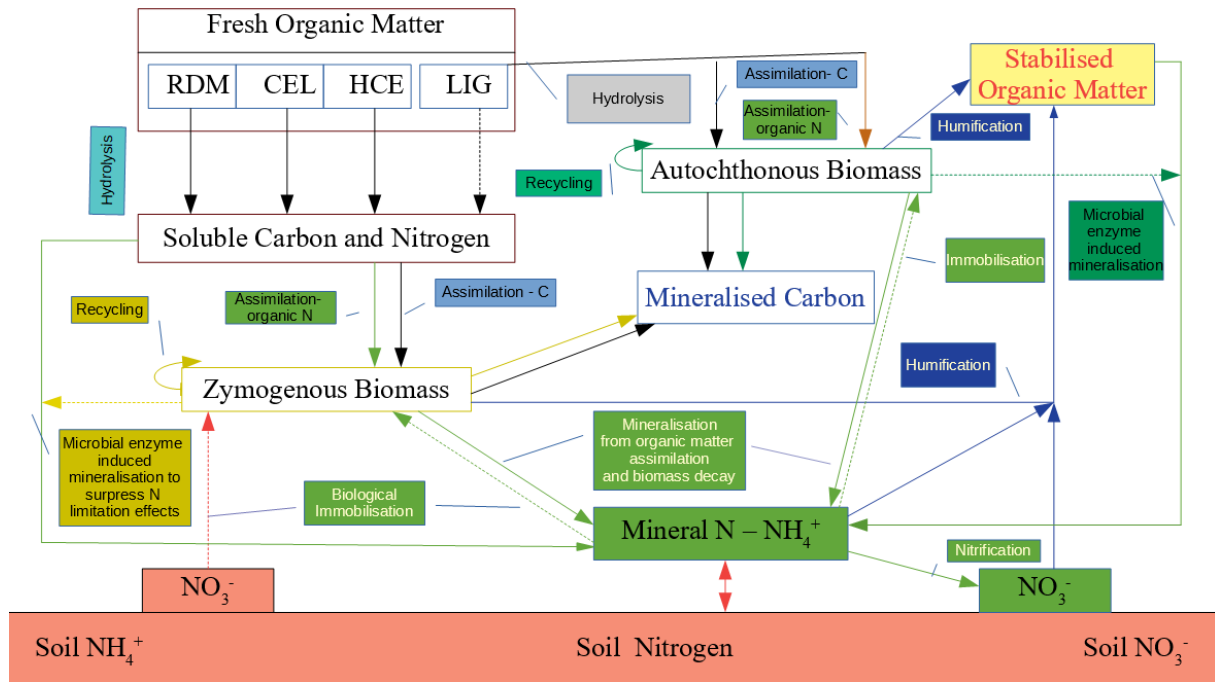 Fresh Organic Matter
RDM
CEL
HCE
LIG
Hydrolysis
Assimilation- C
Assimilation-
organic N
Stabilised
Organic Matter
Humification
Hydrolysis
Autochthonous Biomass
Recycling
Microbial
enzyme
induced
mineralisation
Soluble Carbon and Nitrogen
Immobilisation
Assimilation-
organic N
Assimilation - C
Mineralised Carbon
Recycling
Zymogenous Biomass
Humification
Microbial enzyme
induced
mineralisation to
surpress N
limitation effects
Mineralisation
from organic matter
assimilation
and biomass decay
Biological
Immobilisation
Mineral N – NH₄⁺
Nitrification
NO₃⁻
NO₃⁻
Soil NH₄⁺
Soil Nitrogen
Soil NO₃⁻